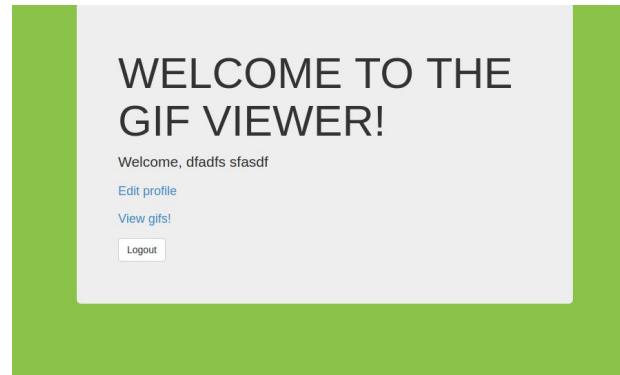 WELCOME TO THE
GIF VIEWER!
Welcome, dfadfs sfasdf
Edit profile
View gifs!
Logout